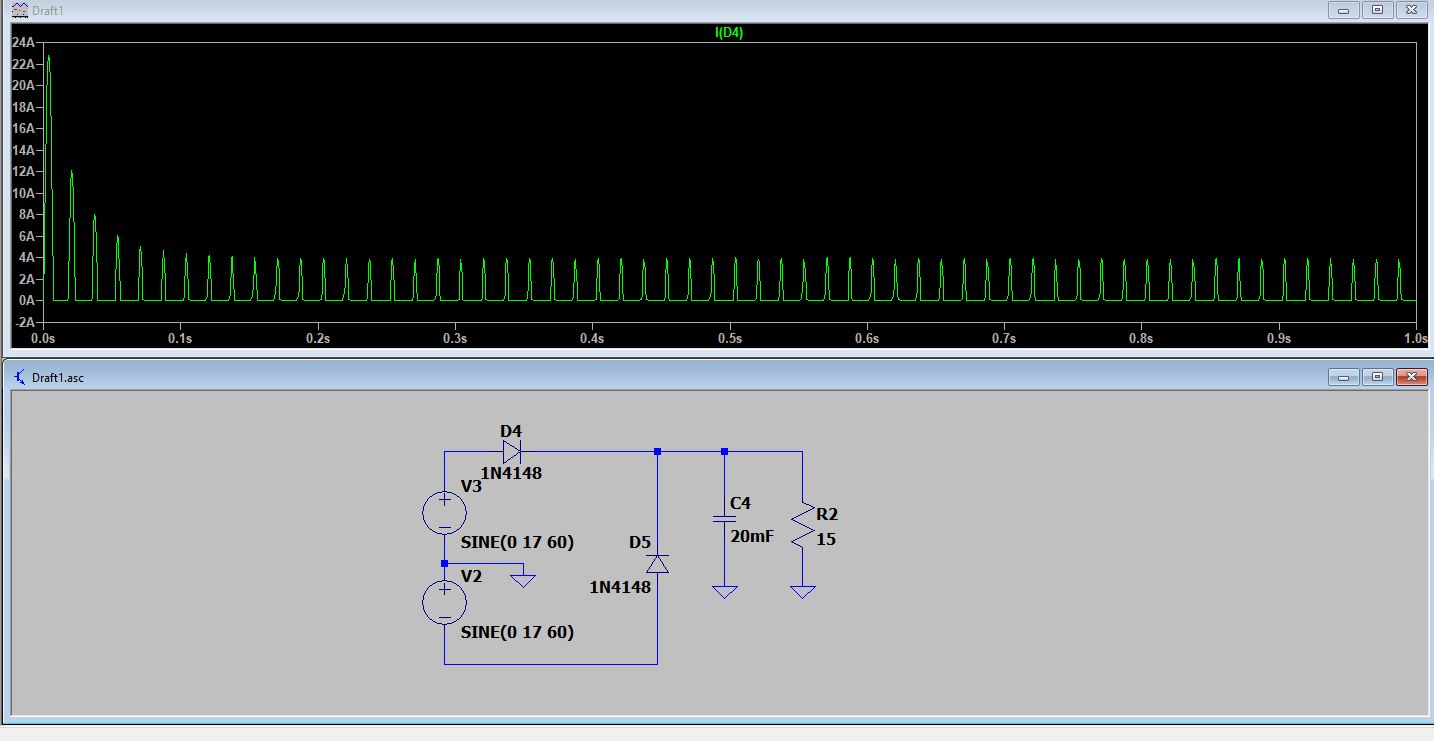 Draft1
I(D4)
24A
22A
20A
18A
16A
14A
12A
10A
8A
6A
4A
2A
0A
-2A
0.0s 0.1s 0.2s 0.3s 0.4s 0.5s 0.6s 0.7s 0.8s 0.9s 1.0s
Draft1.asc
D4
1N4148
V3
SINE(0 17 60)
V2
SINE(0 17 60)
D5
1N4148
C4
20mF
R2
15